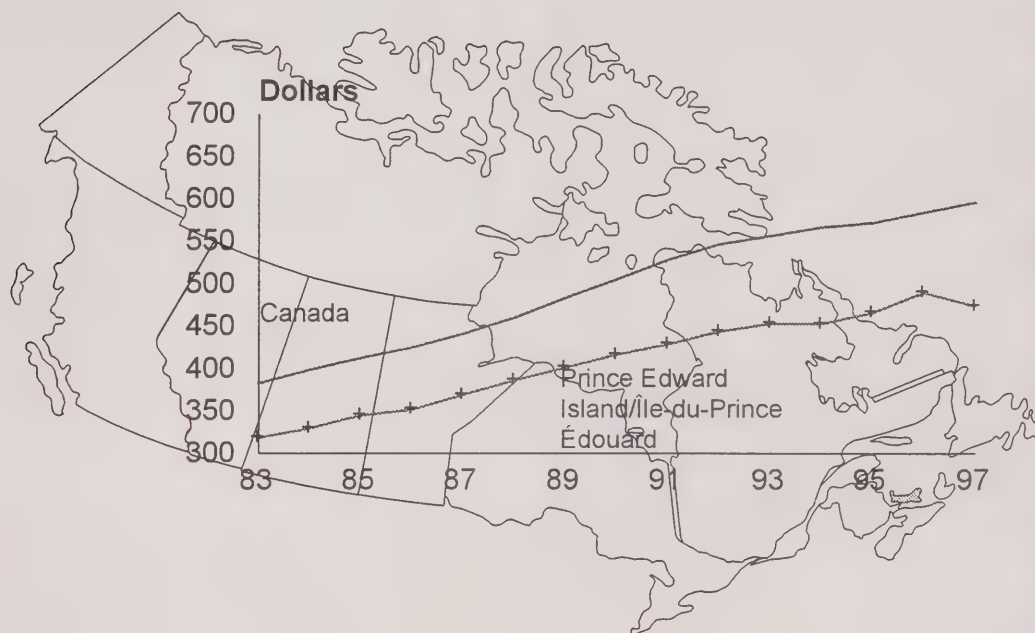 Dollars
700
650
600
550
500
450
400
350
300
Canada
Prince Edward
Island/Île-du-Prince
Édouard
83 85 87 89 91 93 95 97